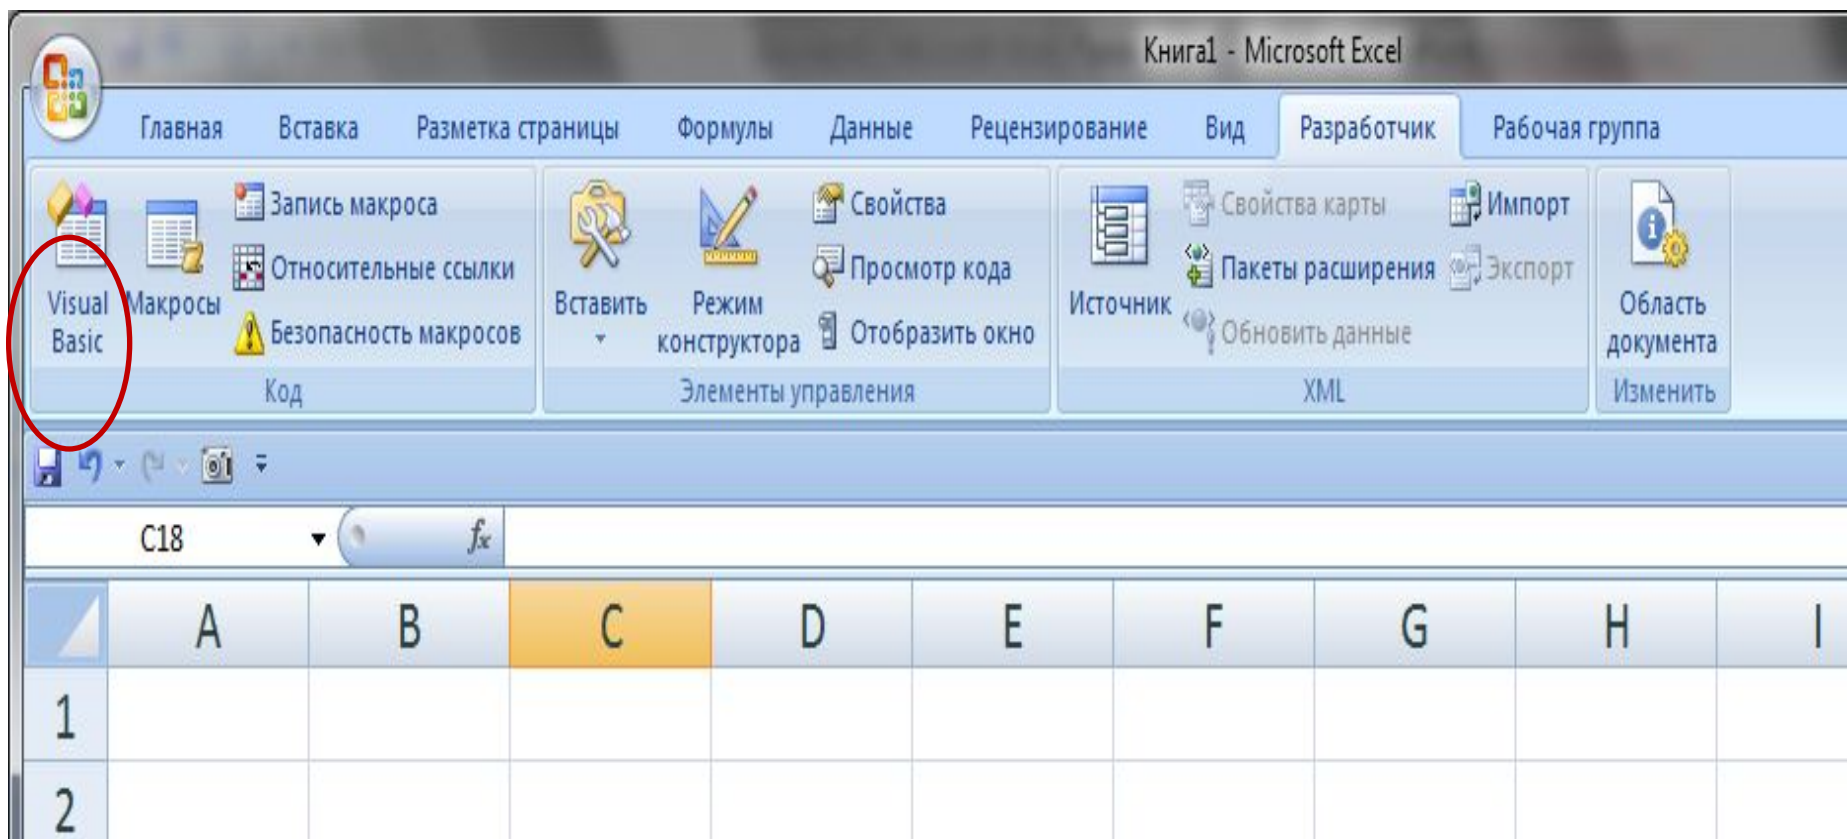 Книга1 - Microsoft Excel
Главная Вставка Разметка страницы Формулы Данные Рецензирование Вид Разработчик Рабочая группа
Visual Basic
Макросы
Запись макроса
Относительные ссылки
Безопасность макросов
Код
Вставить
Режим конструктора
Свойства
Просмотр кода
Отобразить окно
Элементы управления
Источник
Свойства карты
Пакеты расширения
Обновить данные
Импорт
Экспорт
XML
Область документа
Изменить
C18 fx
A B C D E F G H I
1
2